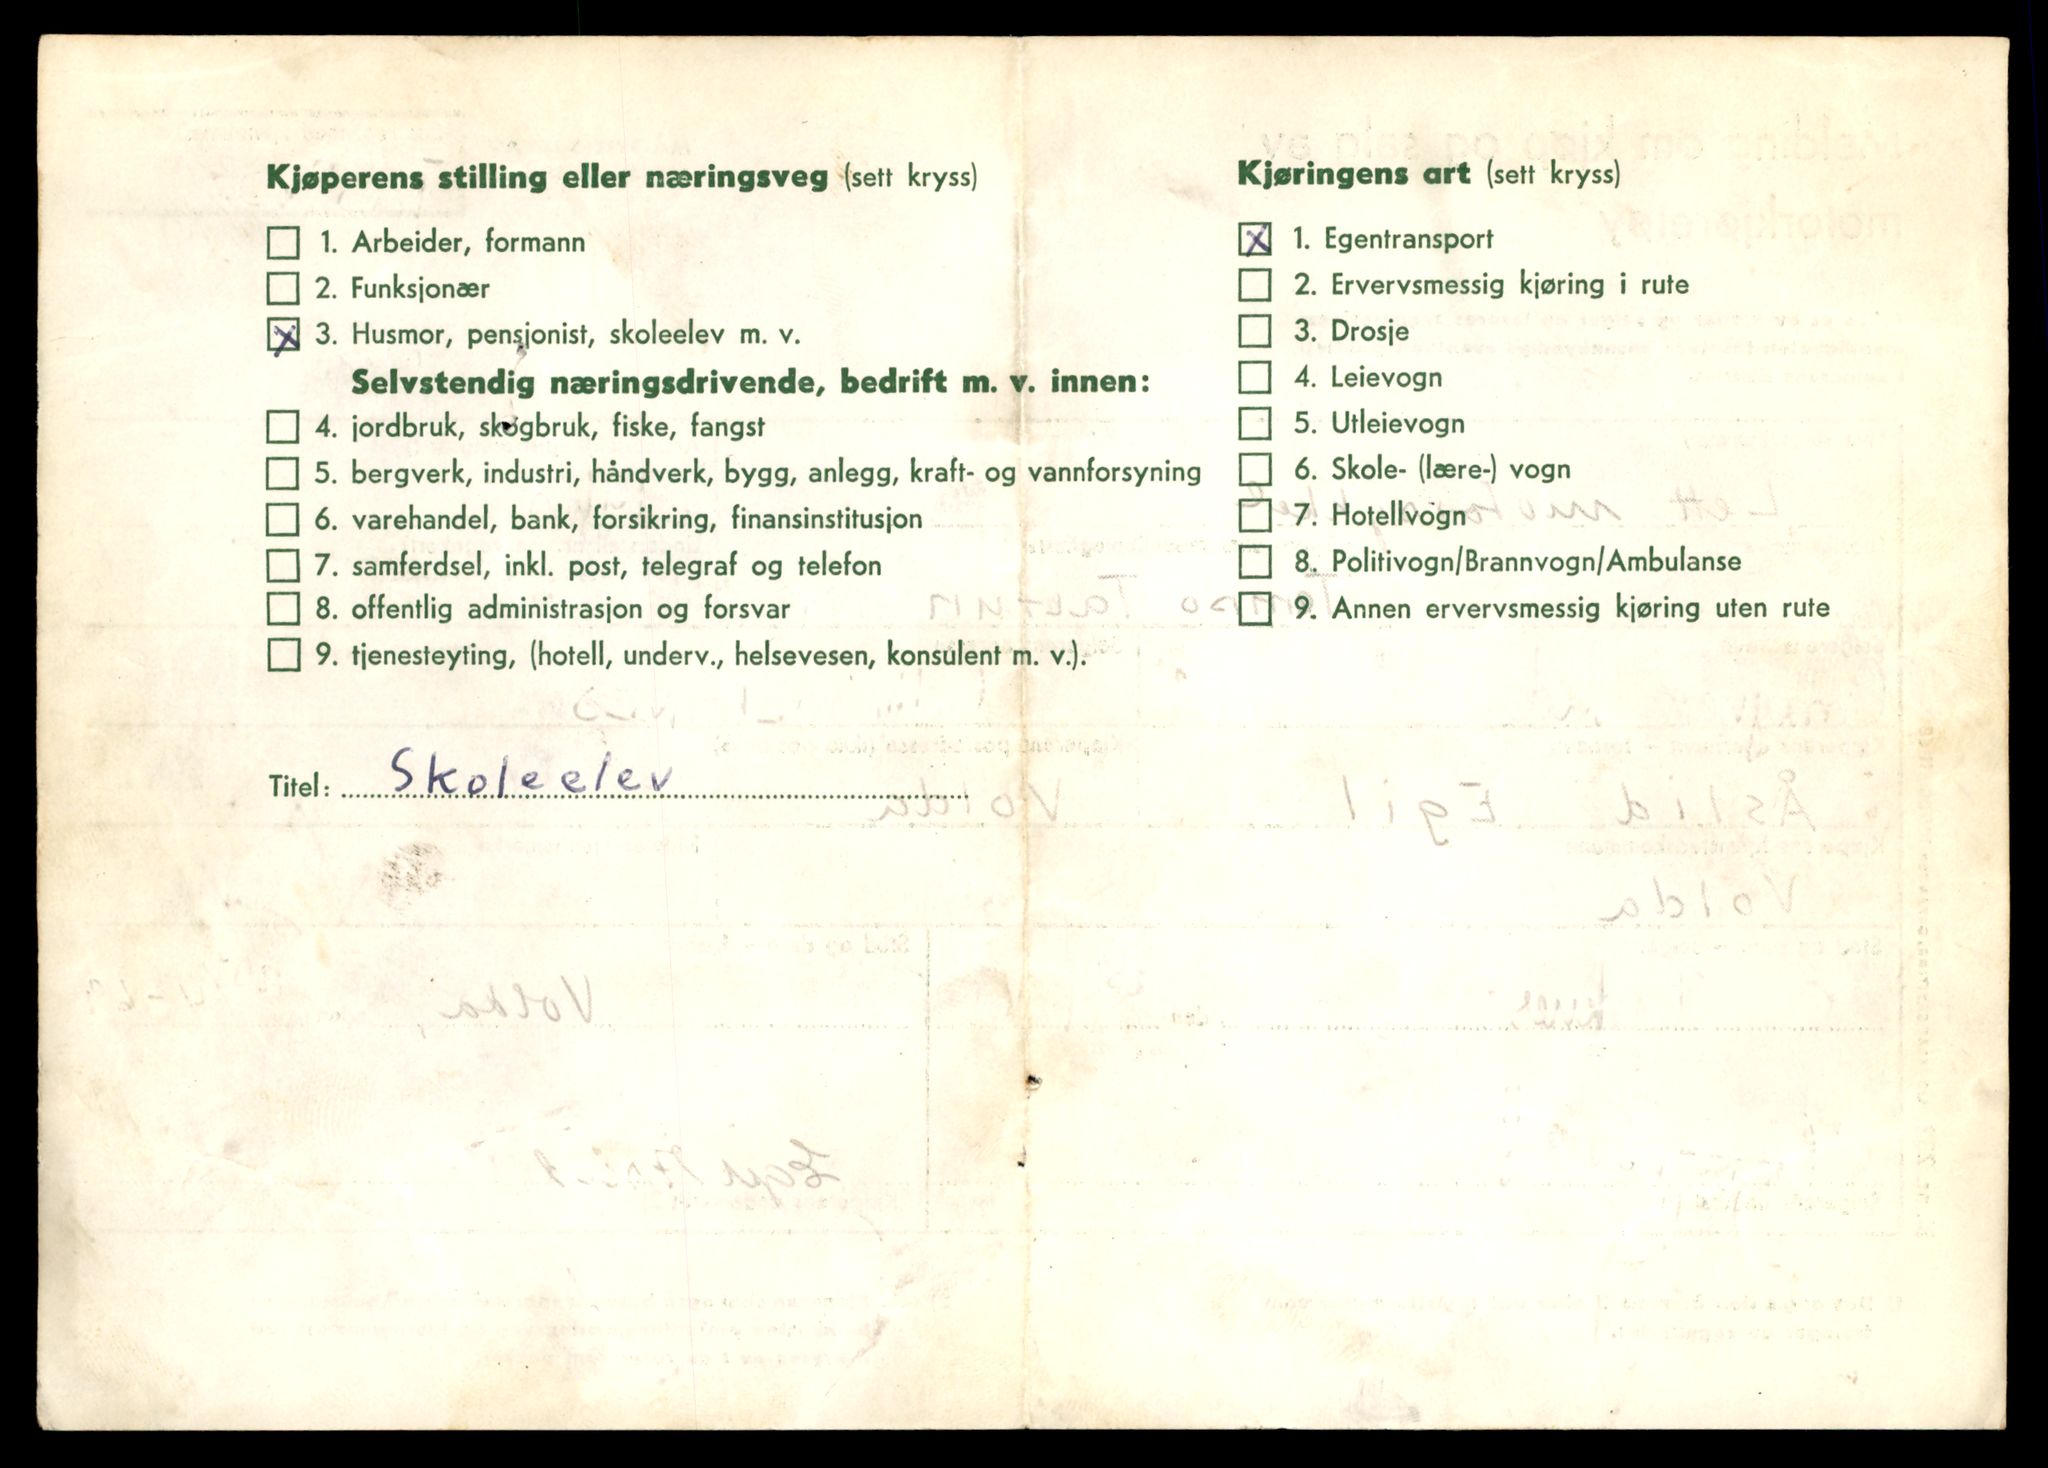 Kjøperens stilling eller næringsveg (sett kryss)
1. Arbeider, formann
2. Funksjonær
x 3. Husmor, pensjonist, skoleelev m. v.
Selvstendig næringsdrivende, bedrift m. v. innen:
4. jordbruk, skogbruk, fiske, fangst
5. bergverk, industri, håndverk, bygg, anlegg, kraft- og vannforsyning
6. varehandel, bank, forsikring, finansinstitusjon
7. samferdsel, inkl. post, telegraf og telefon
8. offentlig administrasjon og forsvar
9. tjenesteyting, (hotell, underv., helsevesen, konsulent m. v.).
Titel: Skoleelev
Kjøringens art (sett kryss)
x 1. Egentransport
2. Ervervsmessig kjøring i rute
3. Drosje
4. Leievogn
5. Utleievogn
6. Skole- (lære-) vogn
7. Hotellvogn
8. Politivogn/Brannvogn/Ambulanse
9. Annen ervervsmessig kjøring uten rute